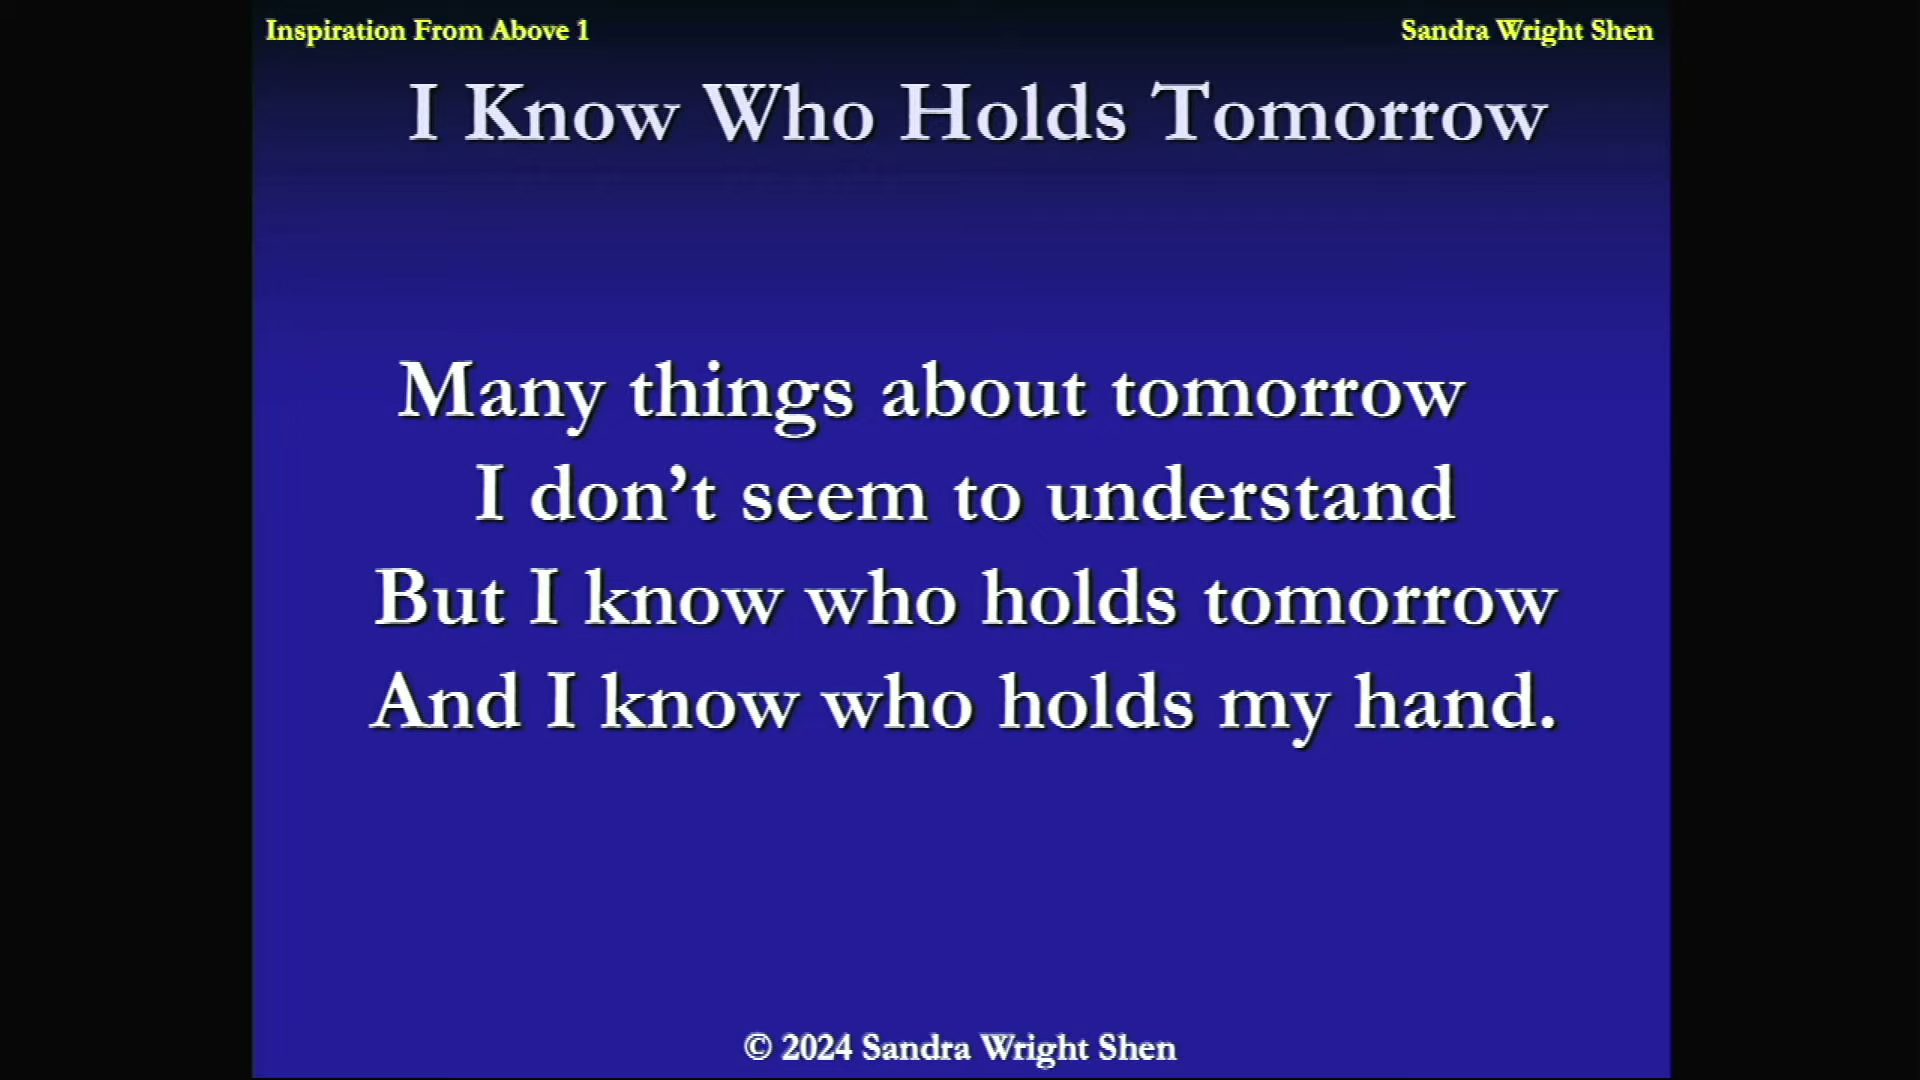 Inspiration From Above 1
Sandra Wright Shen
I Know Who Holds Tomorrow
Many things about tomorrow
I don’t seem to understand
But I know who holds tomorrow
And I know who holds my hand.
© 2024 Sandra Wright Shen